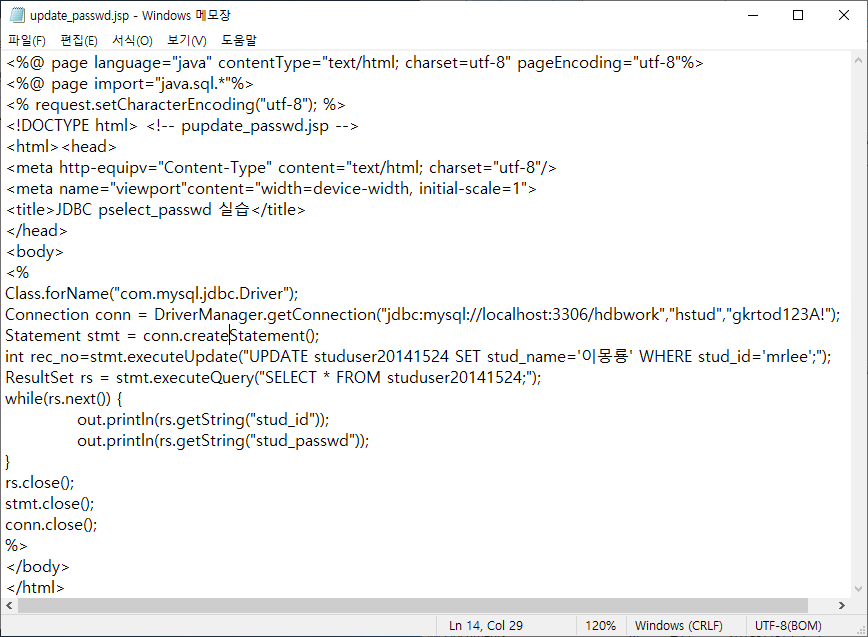 update_passwd.jsp - Windows 메모장
파일(F) 편집(E) 서식(O) 보기(V) 도움말
<%@ page language="java" contentType="text/html; charset=utf-8" pageEncoding="utf-8"%>
<%@ page import="java.sql.*"%>
<% request.setCharacterEncoding("utf-8"); %>
<!DOCTYPE html> <!-- pupdate_passwd.jsp -->
<html><head>
<meta http-equipv="Content-Type" content="text/html; charset="utf-8"/>
<meta name="viewport"content="width=device-width, initial-scale=1">
<title>JDBC pselect_passwd 실습</title>
</head>
<body>
<%
Class.forName("com.mysql.jdbc.Driver");
Connection conn = DriverManager.getConnection("jdbc:mysql://localhost:3306/hdbwork","hstud","gkrtod123A!");
Statement stmt = conn.createStatement();
int rec_no=stmt.executeUpdate("UPDATE studuser20141524 SET stud_name='이몽룡' WHERE stud_id='mrlee';");
ResultSet rs = stmt.executeQuery("SELECT * FROM studuser20141524;");
while(rs.next()) {
out.println(rs.getString("stud_id"));
out.println(rs.getString("stud_passwd"));
}
rs.close();
stmt.close();
conn.close();
%>
</body>
</html>
Ln 14, Col 29 120% Windows (CRLF) UTF-8(BOM)